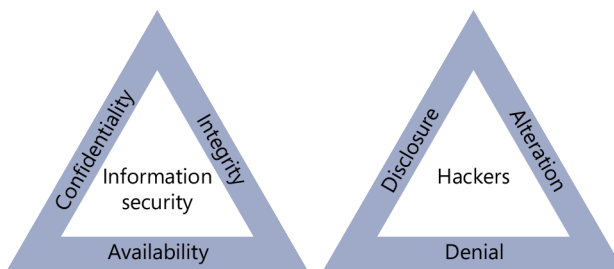 Confidentiality
Integrity
Information
security
Availability
Disclosure
Alteration
Hackers
Denial